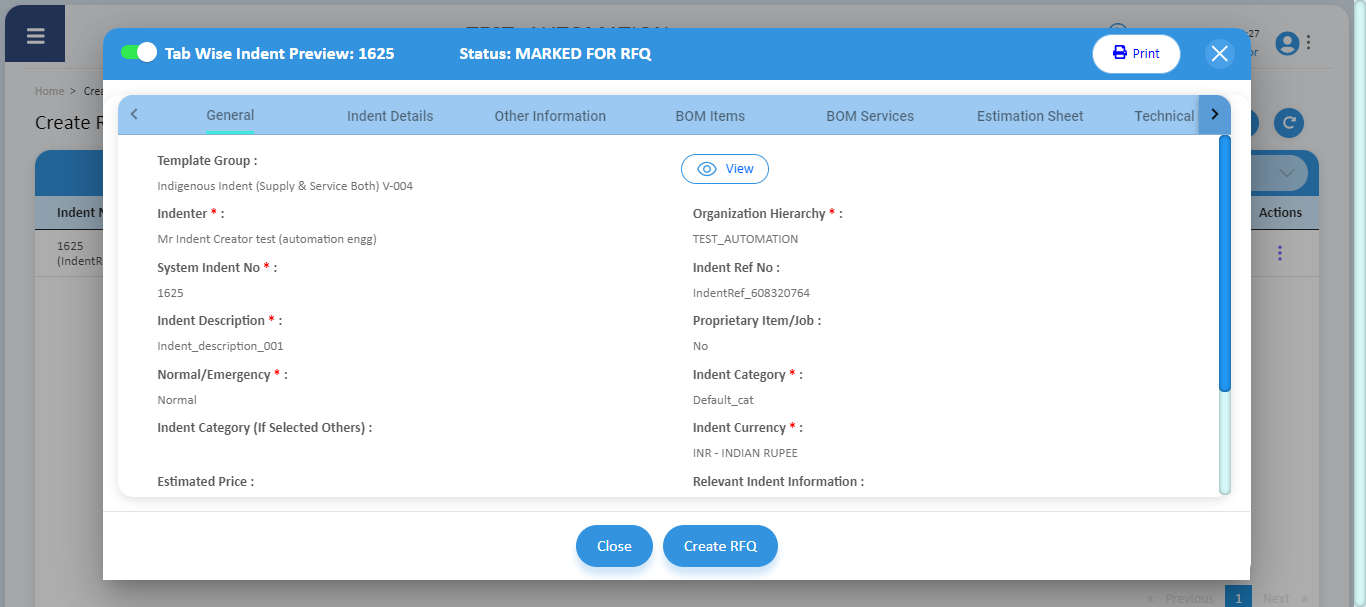 Tab Wise Indent Preview: 1625
Status: MARKED FOR RFQ
Print
27
Home >
Create
General
Indent Details
Other Information
BOM Items
BOM Services
Estimation Sheet
Technical
Template Group :
View
Indigenous Indent (Supply & Service Both) V-004
Indenter * :
Organization Hierarchy * :
Mr Indent Creator test (automation engg)
TEST_AUTOMATION
System Indent No * :
Indent Ref No :
1625
IndentRef_608320764
Indent Description * :
Proprietary Item/Job :
Indent_description_001
No
Normal/Emergency * :
Indent Category * :
Normal
Default_cat
Indent Category (If Selected Others) :
Indent Currency * :
INR - INDIAN RUPEE
Estimated Price :
Relevant Indent Information :
Indent
Actions
1625
Close
Create RFQ
« Previous 1 Next »